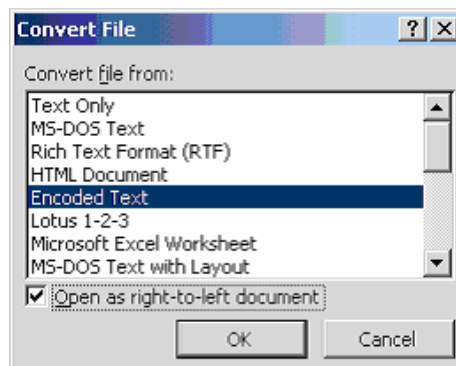 Convert File
Convert file from:
Text Only
MS-DOS Text
Rich Text Format (RTF)
HTML Document
Encoded Text
Lotus 1-2-3
Microsoft Excel Worksheet
MS-DOS Text with Layout
Open as right-to-left document
OK Cancel